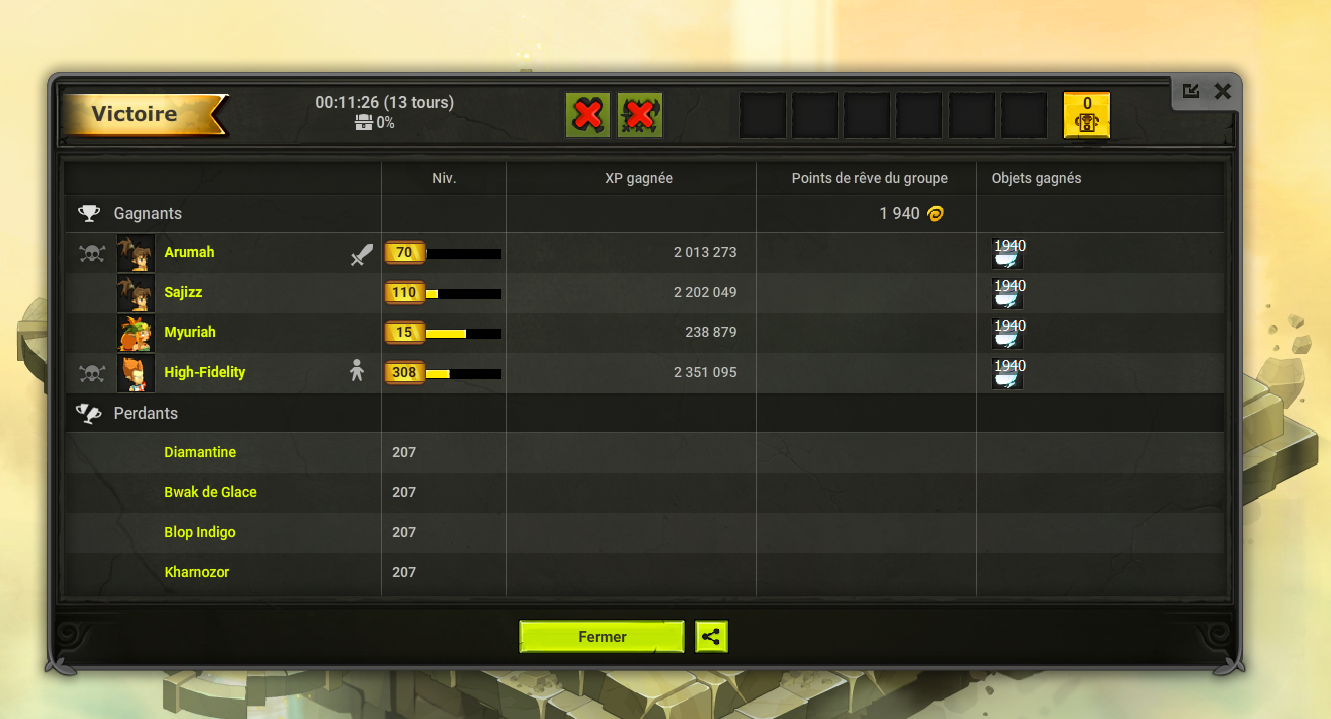 Victoire
00:11:26 (13 tours)
0%
0
Niv.
XP gagnée
Points de rêve du groupe
Objets gagnés
Gagnants
1 940
Arumah
70
2 013 273
1940
Sajizz
110
2 202 049
1940
Myuriah
15
238 879
1940
High-Fidelity
308
2 351 095
1940
Perdants
Diamantine
207
Bwak de Glace
207
Blop Indigo
207
Kharnozor
207
Fermer